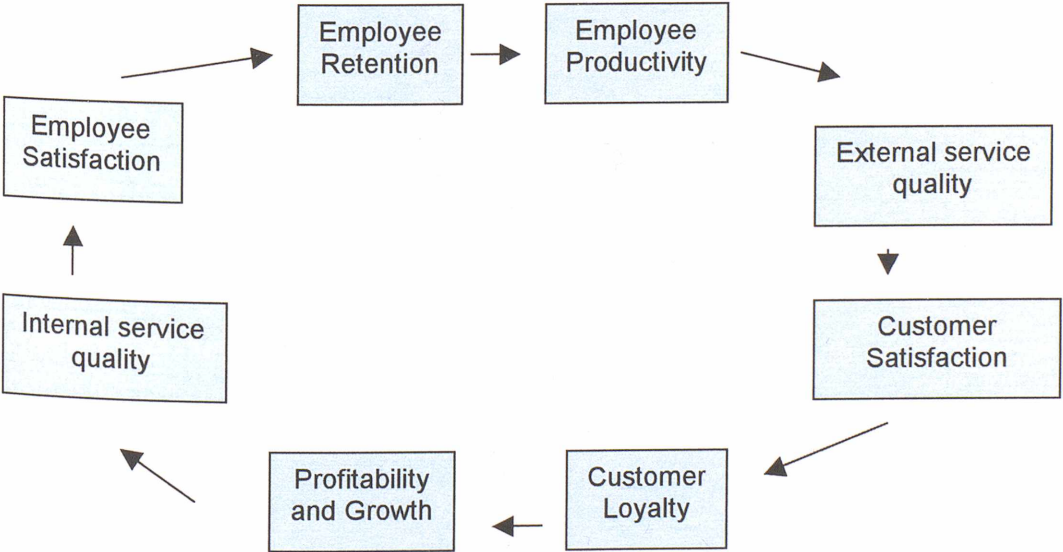 Employee
Retention
Employee
Productivity
Employee
Satisfaction
External service
quality
Internal service
quality
Customer
Satisfaction
Profitability
and Growth
Customer
Loyalty